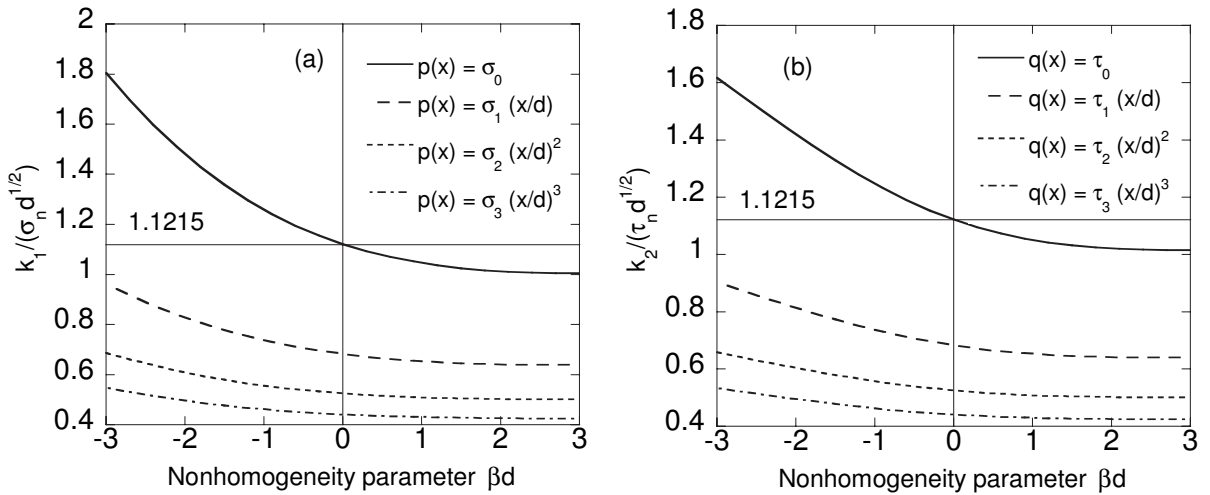 (a)
p(x) = σ₀
p(x) = σ₁ (x/d)
p(x) = σ₂ (x/d)²
p(x) = σ₃ (x/d)³
1.1215
k₁/(σₙ d^1/2)
2
1.8
1.6
1.4
1.2
1
0.8
0.6
0.4
-3 -2 -1 0 1 2 3
Nonhomogeneity parameter βd
(b)
q(x) = τ₀
q(x) = τ₁ (x/d)
q(x) = τ₂ (x/d)²
q(x) = τ₃ (x/d)³
1.1215
k₂/(τₙ d^1/2)
1.8
1.6
1.4
1.2
1
0.8
0.6
0.4
-3 -2 -1 0 1 2 3
Nonhomogeneity parameter βd